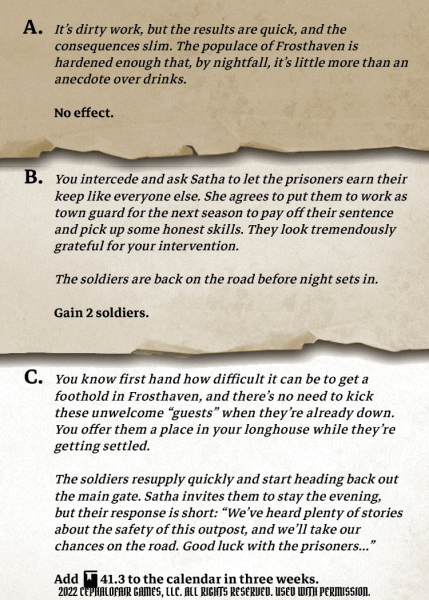 A. It's dirty work, but the results are quick, and the
consequences slim. The populace of Frosthaven is
hardened enough that, by nightfall, it's little more than an
anecdote over drinks.
No effect.
B. You intercede and ask Satha to let the prisoners earn their
keep like everyone else. She agrees to put them to work as
town guard for the next season to pay off their sentence
and pick up some honest skills. They look tremendously
grateful for your intervention.
The soldiers are back on the road before night sets in.
Gain 2 soldiers.
C. You know first hand how difficult it can be to get a
foothold in Frosthaven, and there's no need to kick
these unwelcome “guests” when they're already down.
You offer them a place in your longhouse while they're
getting settled.
The soldiers resupply quickly and start heading back out
the main gate. Satha invites them to stay the evening,
but their response is short: “We've heard plenty of stories
about the safety of this outpost, and we'll take our
chances on the road. Good luck with the prisoners...”
Add 41.3 to the calendar in three weeks.
2022 CEPHALOFAIR GAMES, LLC. ALL RIGHTS RESERVED. USED WITH PERMISSION.